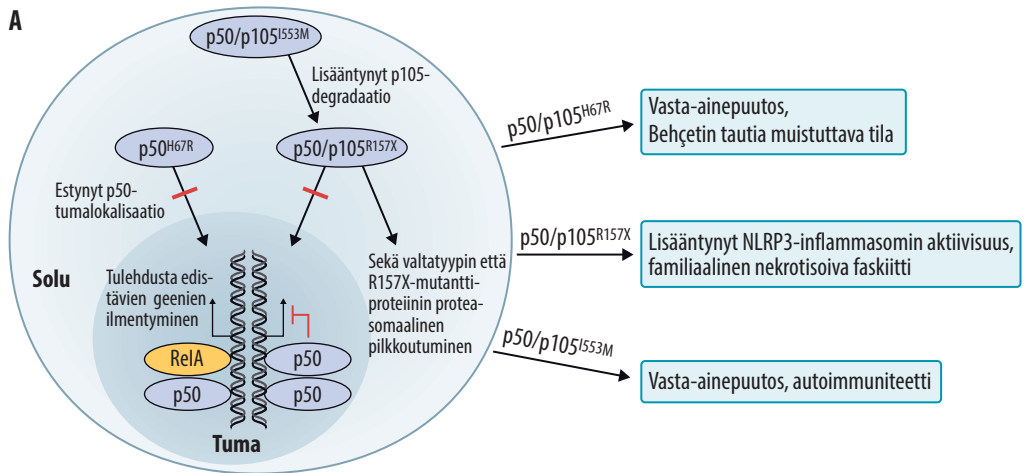 A
p50/p105I553M
Lisääntynyt p105-
degradaatio
p50H67R
p50/p105R157X
Estynyt p50-
tumalokalisaatio
Solu
Tulehdusta edis-
tävien geenien
ilmentyminen
Sekä valtatyypin että
R157X-mutantti-
proteiinin protea-
somaalinen
pilkkoutuminen
RelA
p50
p50
p50
Tuma
p50/p105H67R
Vasta-ainepuutos,
Behçetin tautia muistuttava tila
p50/p105R157X
Lisääntynyt NLRP3-inflammasomin aktiivisuus,
familiaalinen nekrotisoiva faskiitti
p50/p105I553M
Vasta-ainepuutos, autoimmuniteetti